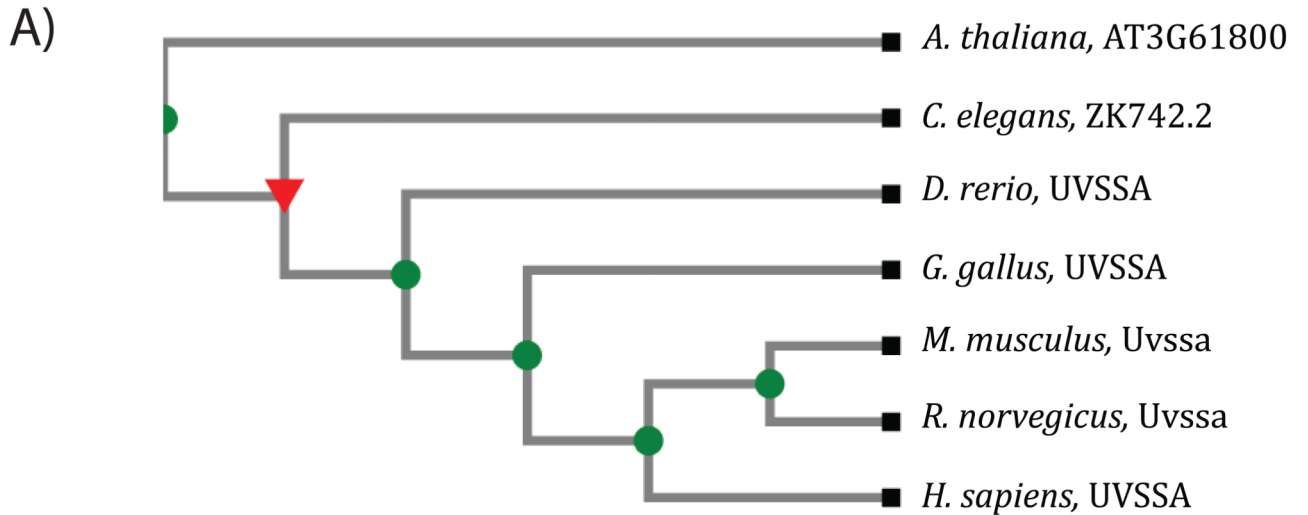 A)
A. thaliana, AT3G61800
C. elegans, ZK742.2
D. rerio, UVSSA
G. gallus, UVSSA
M. musculus, Uvssa
R. norvegicus, Uvssa
H. sapiens, UVSSA